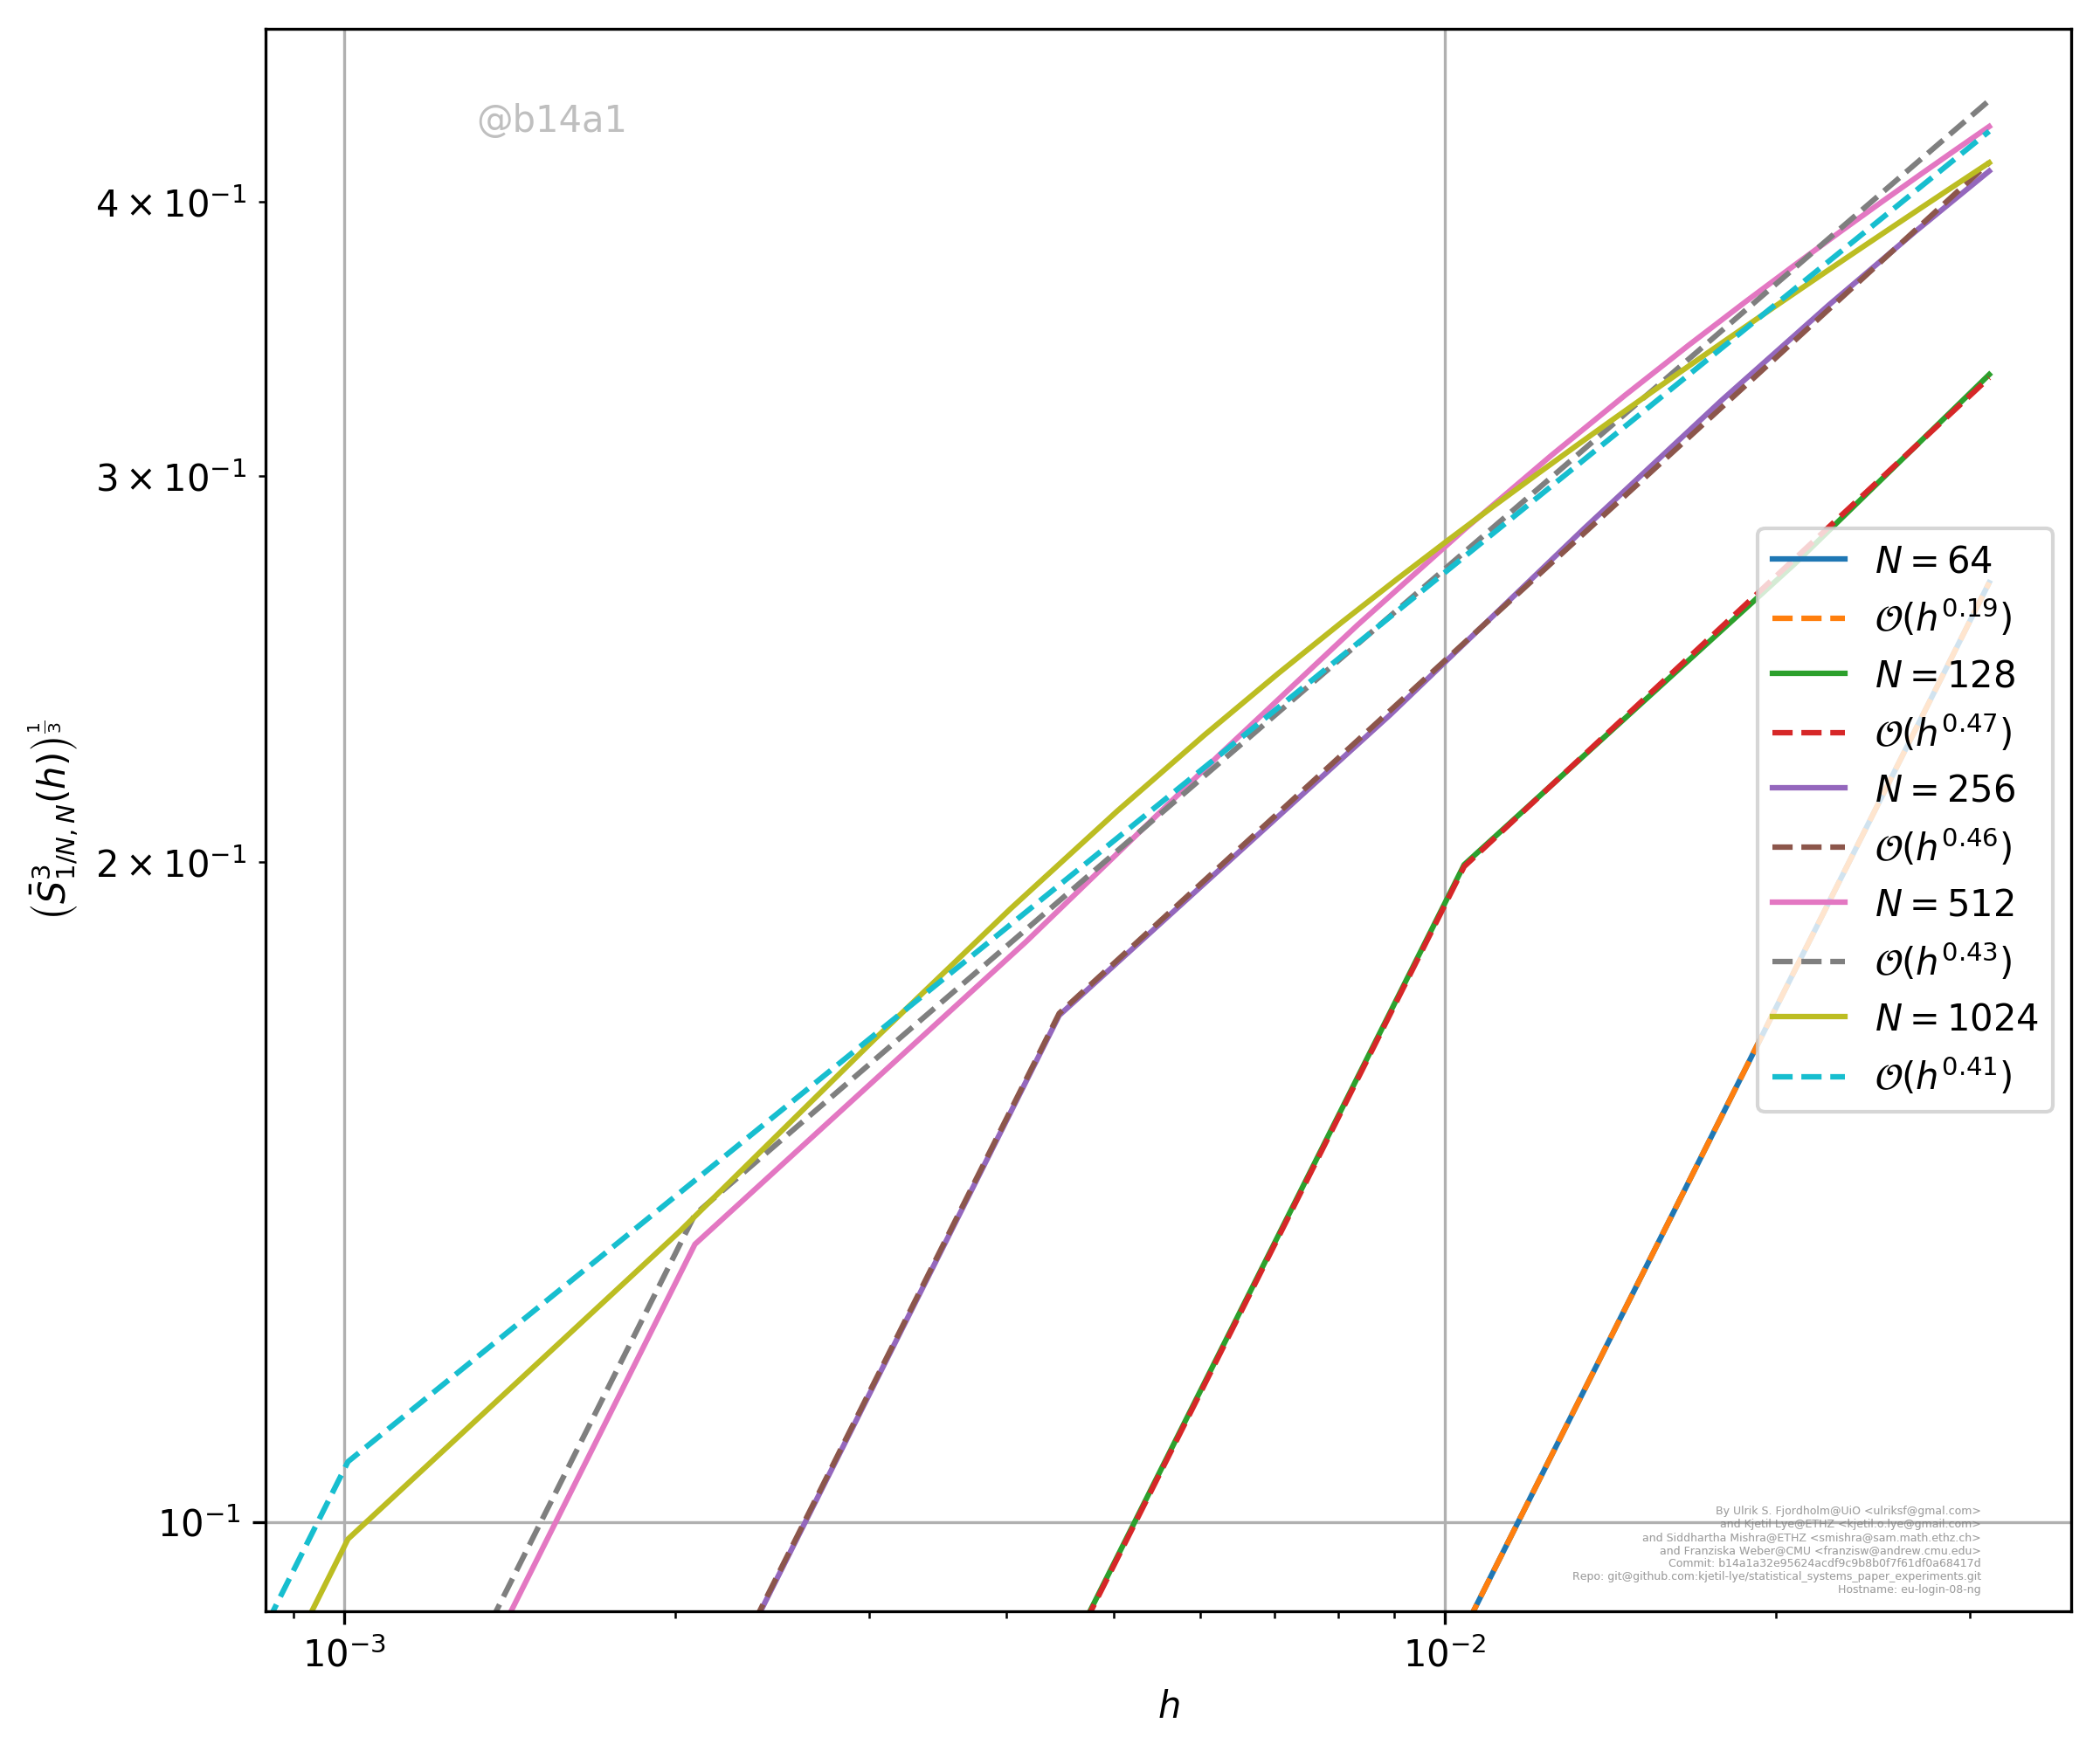 @b14a1
4 × 10⁻¹
3 × 10⁻¹
2 × 10⁻¹
10⁻¹
(S̄³₁/N, N(h))^1/3
N = 64
𝒪(h^0.19)
N = 128
𝒪(h^0.47)
N = 256
𝒪(h^0.46)
N = 512
𝒪(h^0.43)
N = 1024
𝒪(h^0.41)
By Ulrik S. Fjordholm@UiO <ulriksf@gmal.com>
and Kjetil Lye@ETHZ <kjetil.o.lye@gmail.com>
and Siddhartha Mishra@ETHZ <smishra@sam.math.ethz.ch>
and Franziska Weber@CMU <franzisw@andrew.cmu.edu>
Commit: b14a1a32e95624acdf9c9b8b0f7f61df0a68417d
Repo: git@github.com:kjetil-lye/statistical_systems_paper_experiments.git
Hostname: eu-login-08-ng
10⁻³ 10⁻²
h